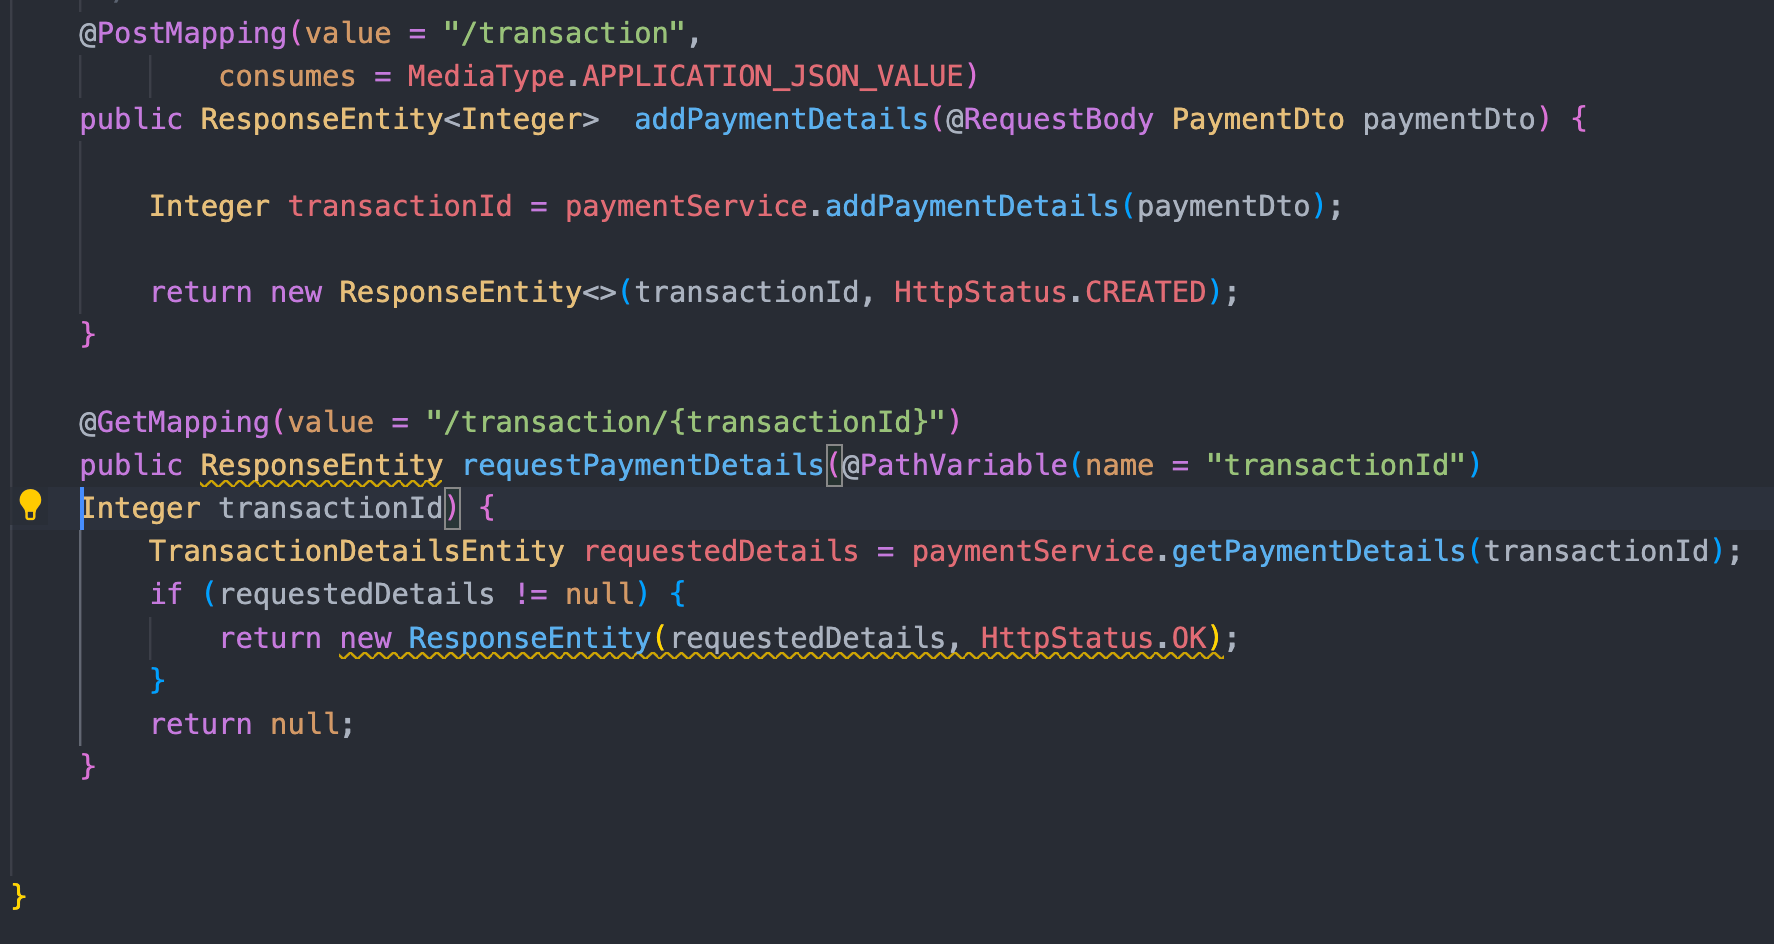 @PostMapping(value = "/transaction",
consumes = MediaType.APPLICATION_JSON_VALUE)
public ResponseEntity<Integer>  addPaymentDetails(@RequestBody PaymentDto paymentDto) {
Integer transactionId = paymentService.addPaymentDetails(paymentDto);
return new ResponseEntity<>(transactionId, HttpStatus.CREATED);
}
@GetMapping(value = "/transaction/{transactionId}")
public ResponseEntity requestPaymentDetails(@PathVariable(name = "transactionId")
Integer transactionId) {
TransactionDetailsEntity requestedDetails = paymentService.getPaymentDetails(transactionId);
if (requestedDetails != null) {
return new ResponseEntity(requestedDetails, HttpStatus.OK);
}
return null;
}
}